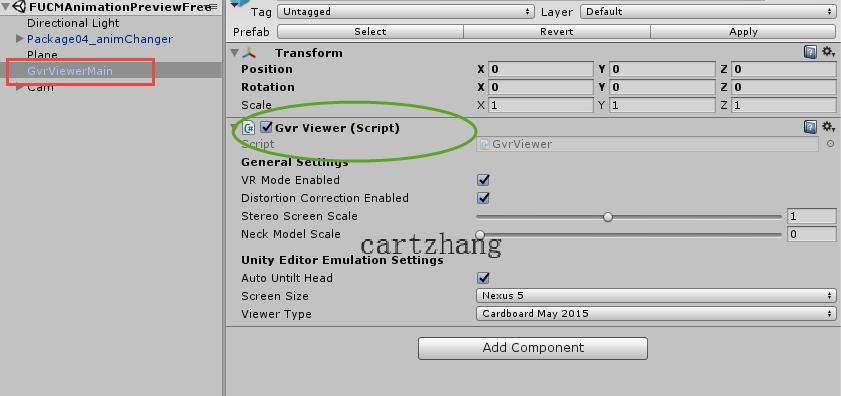 FUCMAnimationPreviewFree
Directional Light
Package04_animChanger
Plane
GvrViewerMain
Cam
Tag Untagged Layer Default
Prefab Select Revert Apply
Transform
Position X 0 Y 0 Z 0
Rotation X 0 Y 0 Z 0
Scale X 1 Y 1 Z 1
C# Gvr Viewer (Script)
Script GvrViewer
General Settings
VR Mode Enabled
Distortion Correction Enabled
Stereo Screen Scale 1
Neck Model Scale 0
cartzhang
Unity Editor Emulation Settings
Auto Untilt Head
Screen Size Nexus 5
Viewer Type Cardboard May 2015
Add Component